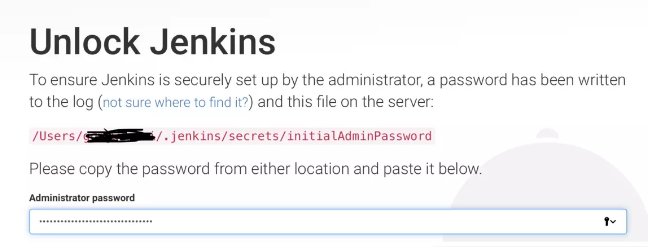 Unlock Jenkins
To ensure Jenkins is securely set up by the administrator, a password has been written
to the log (not sure where to find it?) and this file on the server:
/Users/ /.jenkins/secrets/initialAdminPassword
Please copy the password from either location and paste it below.
Administrator password
••••••••••••••••••••••••••••••••